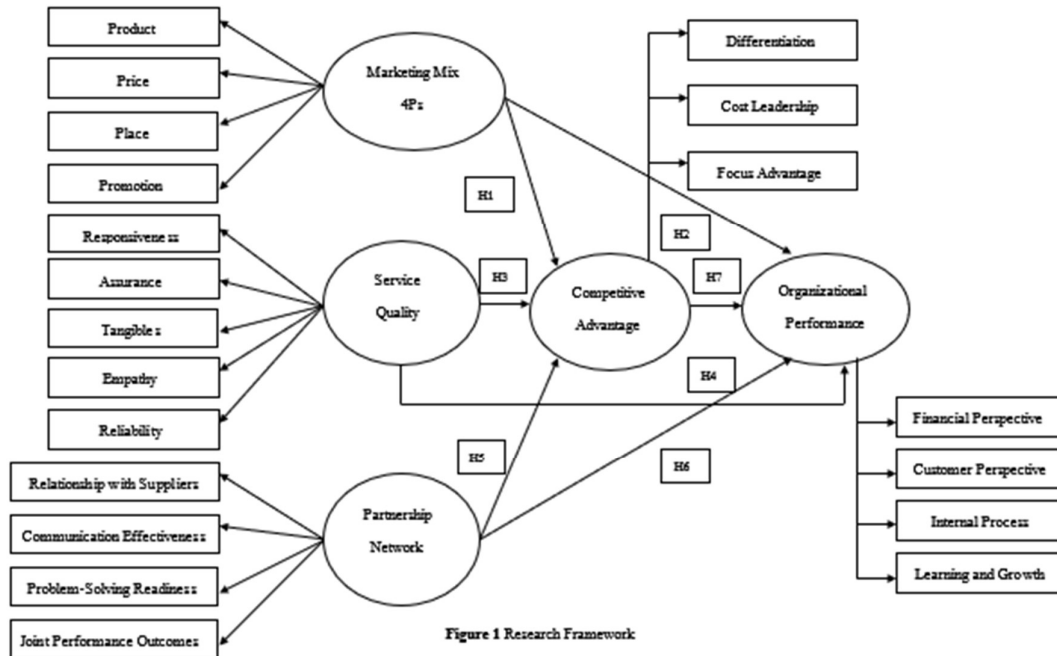 Product
Price
Place
Promotion
Responsiveness
Assurance
Tangibles
Empathy
Reliability
Relationship with Suppliers
Communication Effectiveness
Problem-Solving Readiness
Joint Performance Outcomes
Marketing Mix
4Ps
Service
Quality
Partnership
Network
H1
H3
H5
Competitive
Advantage
H2
H7
H4
H6
Differentiation
Cost Leadership
Focus Advantage
Organizational
Performance
Financial Perspective
Customer Perspective
Internal Process
Learning and Growth
Figure 1 Research Framework